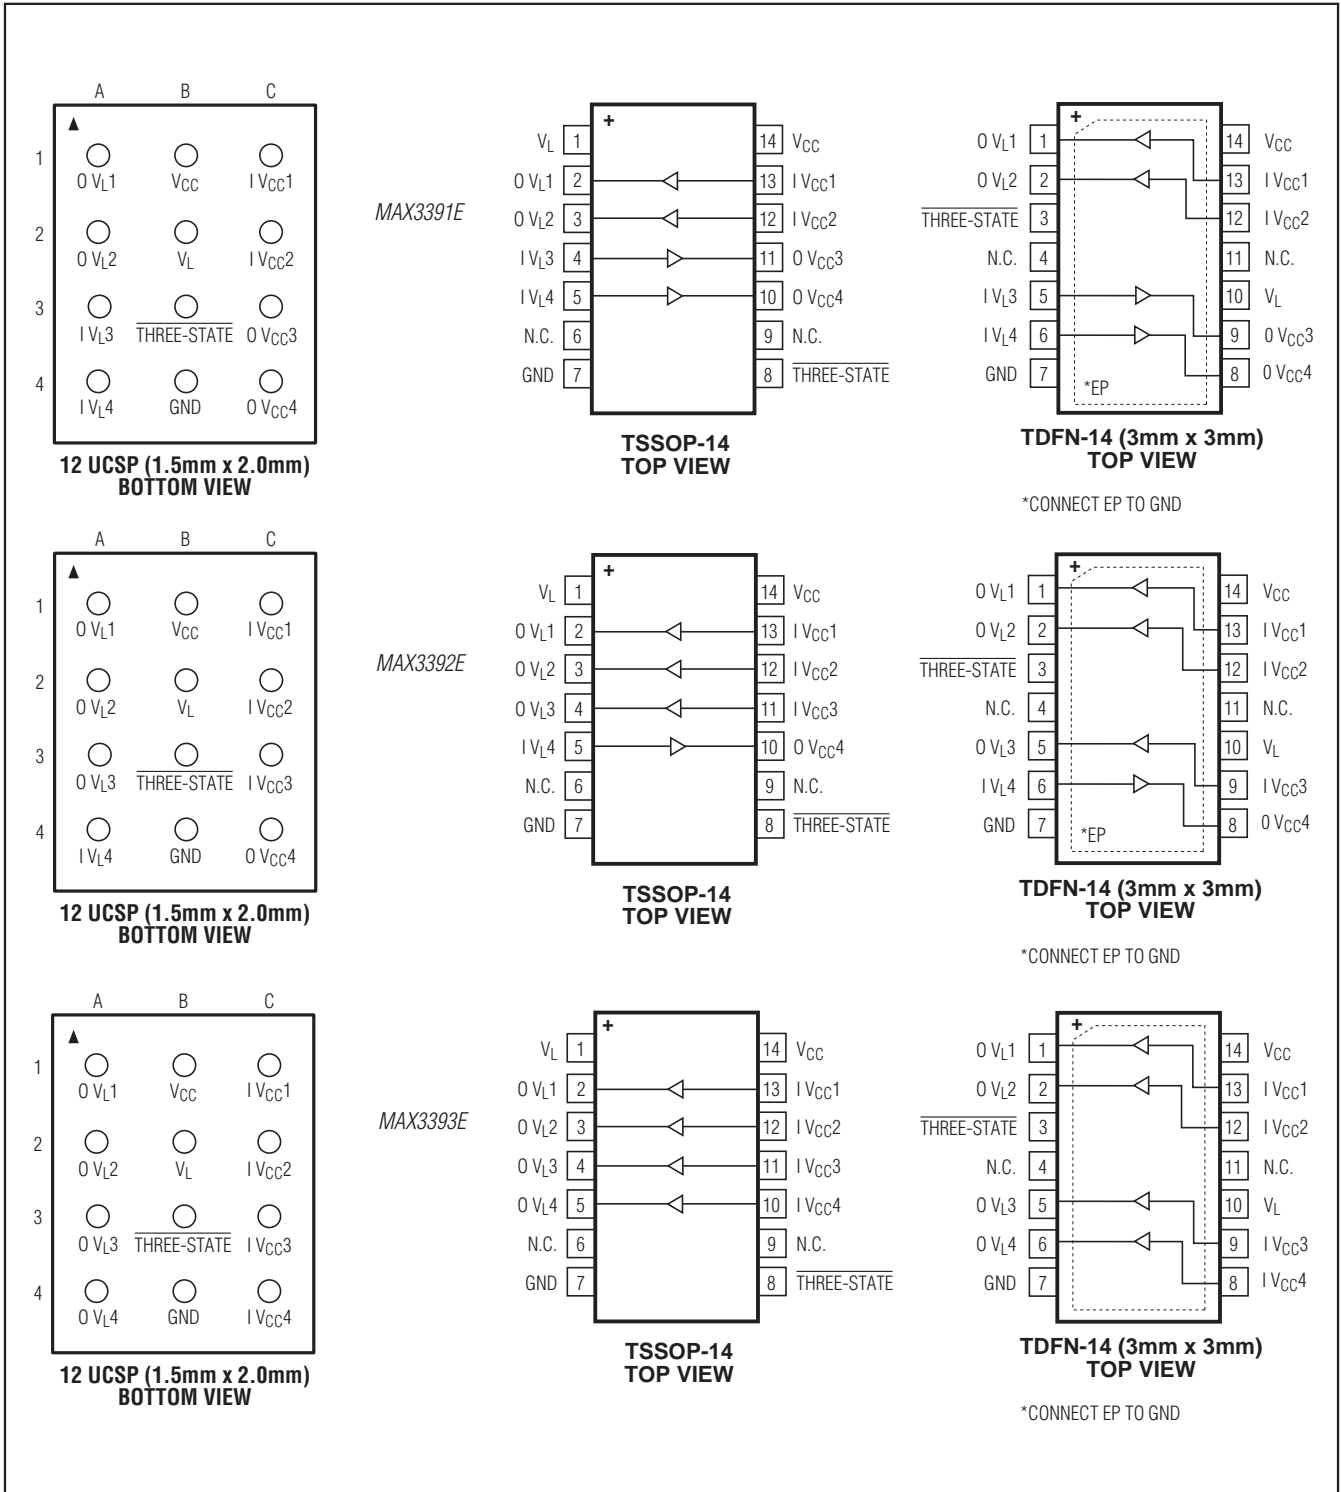 A B C
1 2 3 4
O VL1 VCC I VCC1
O VL2 VL I VCC2
I VL3 THREE-STATE O VCC3
I VL4 GND O VCC4
12 UCSP (1.5mm x 2.0mm)
BOTTOM VIEW
MAX3391E
+
VL 1 14 VCC
O VL1 2 13 I VCC1
O VL2 3 12 I VCC2
I VL3 4 11 O VCC3
I VL4 5 10 O VCC4
N.C. 6 9 N.C.
GND 7 8 THREE-STATE
TSSOP-14
TOP VIEW
+
O VL1 1 14 VCC
O VL2 2 13 I VCC1
THREE-STATE 3 12 I VCC2
N.C. 4 11 N.C.
I VL3 5 10 VL
I VL4 6 9 O VCC3
GND 7 *EP 8 O VCC4
TDFN-14 (3mm x 3mm)
TOP VIEW
*CONNECT EP TO GND
A B C
1 2 3 4
O VL1 VCC I VCC1
O VL2 VL I VCC2
O VL3 THREE-STATE I VCC3
I VL4 GND O VCC4
12 UCSP (1.5mm x 2.0mm)
BOTTOM VIEW
MAX3392E
+
VL 1 14 VCC
O VL1 2 13 I VCC1
O VL2 3 12 I VCC2
O VL3 4 11 I VCC3
I VL4 5 10 O VCC4
N.C. 6 9 N.C.
GND 7 8 THREE-STATE
TSSOP-14
TOP VIEW
+
O VL1 1 14 VCC
O VL2 2 13 I VCC1
THREE-STATE 3 12 I VCC2
N.C. 4 11 N.C.
O VL3 5 10 VL
I VL4 6 9 I VCC3
GND 7 *EP 8 O VCC4
TDFN-14 (3mm x 3mm)
TOP VIEW
*CONNECT EP TO GND
A B C
1 2 3 4
O VL1 VCC I VCC1
O VL2 VL I VCC2
O VL3 THREE-STATE I VCC3
O VL4 GND I VCC4
12 UCSP (1.5mm x 2.0mm)
BOTTOM VIEW
MAX3393E
+
VL 1 14 VCC
O VL1 2 13 I VCC1
O VL2 3 12 I VCC2
O VL3 4 11 I VCC3
O VL4 5 10 I VCC4
N.C. 6 9 N.C.
GND 7 8 THREE-STATE
TSSOP-14
TOP VIEW
+
O VL1 1 14 VCC
O VL2 2 13 I VCC1
THREE-STATE 3 12 I VCC2
N.C. 4 11 N.C.
O VL3 5 10 VL
O VL4 6 9 I VCC3
GND 7 8 I VCC4
TDFN-14 (3mm x 3mm)
TOP VIEW
*CONNECT EP TO GND